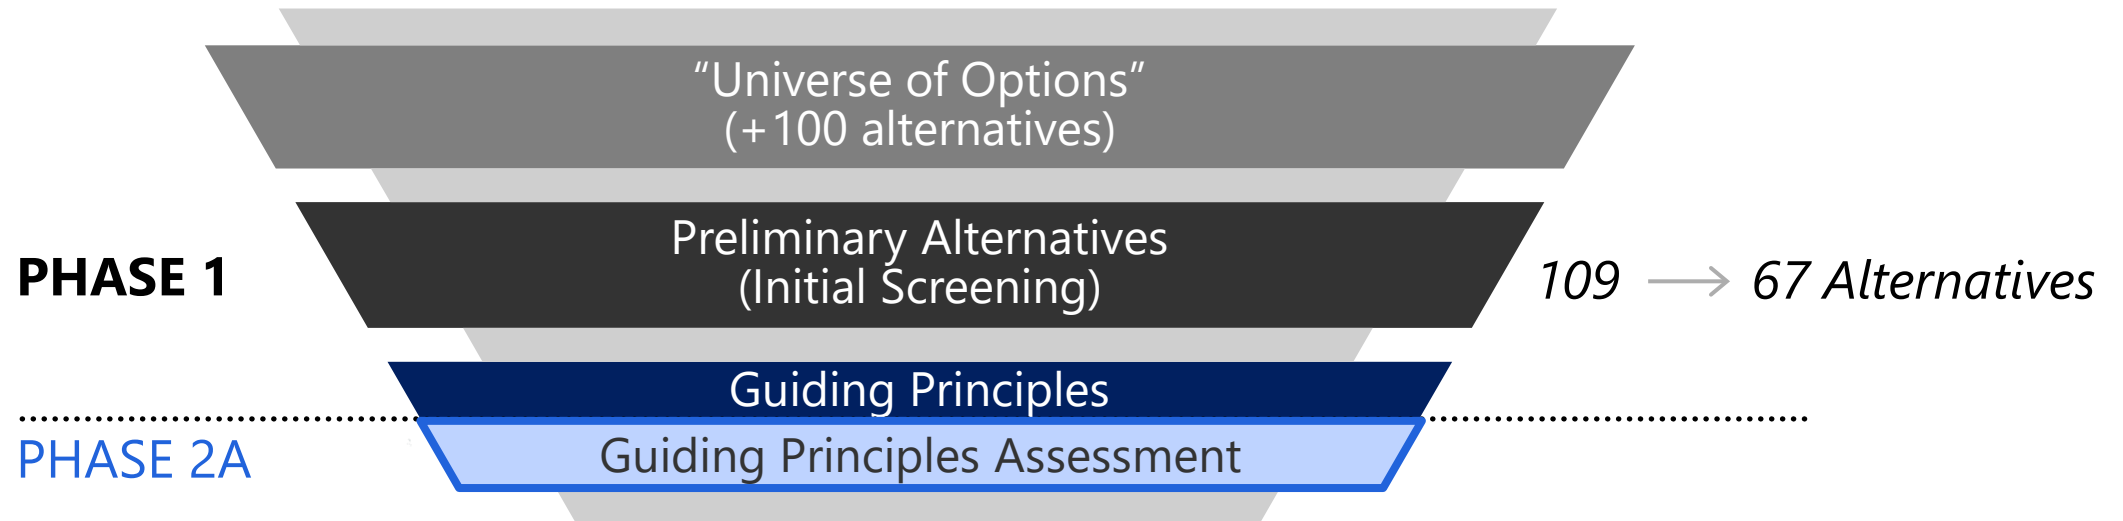 “Universe of Options”
(+100 alternatives)
Preliminary Alternatives
(Initial Screening)
PHASE 1
109 → 67 Alternatives
Guiding Principles
PHASE 2A
Guiding Principles Assessment